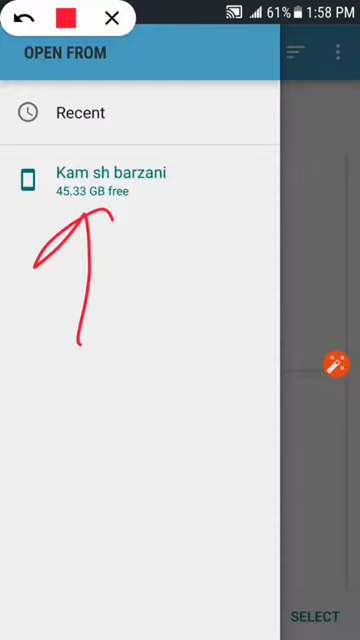 61% 1:58 PM
OPEN FROM
Recent
Kam sh barzani
45.33 GB free
SELECT